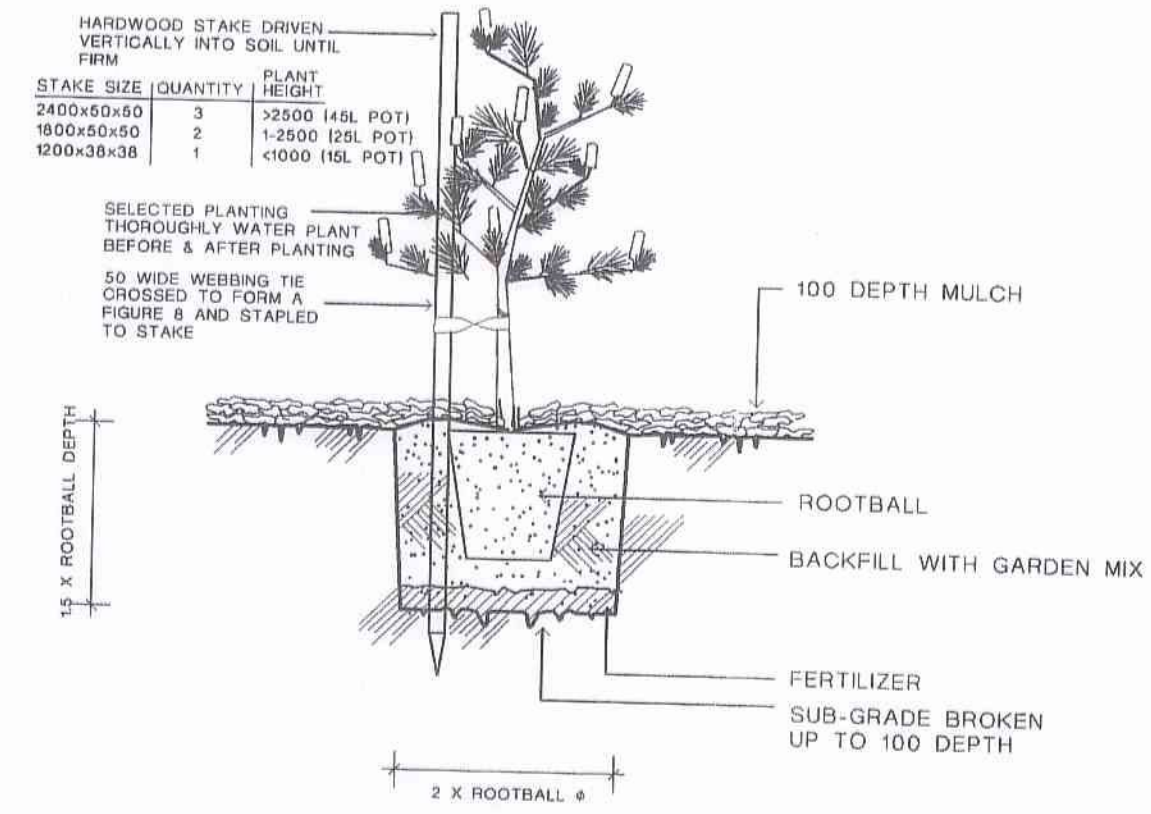 HARDWOOD STAKE DRIVEN
VERTICALLY INTO SOIL UNTIL
FIRM
STAKE SIZE QUANTITY PLANT HEIGHT
2400x50x50 3 >2500 (45L POT)
1800x50x50 2 1-2500 (25L POT)
1200x38x38 1 <1000 (15L POT)
SELECTED PLANTING
THOROUGHLY WATER PLANT
BEFORE & AFTER PLANTING
50 WIDE WEBBING TIE
CROSSED TO FORM A
FIGURE 8 AND STAPLED
TO STAKE
100 DEPTH MULCH
1.5 X ROOTBALL DEPTH
ROOTBALL
BACKFILL WITH GARDEN MIX
FERTILIZER
SUB-GRADE BROKEN
UP TO 100 DEPTH
2 X ROOTBALL φ